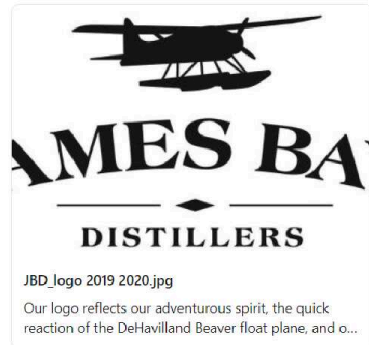 AMES BA
DISTILLERS
JBD_logo 2019 2020.jpg
Our logo reflects our adventurous spirit, the quick
reaction of the DeHavilland Beaver float plane, and o...